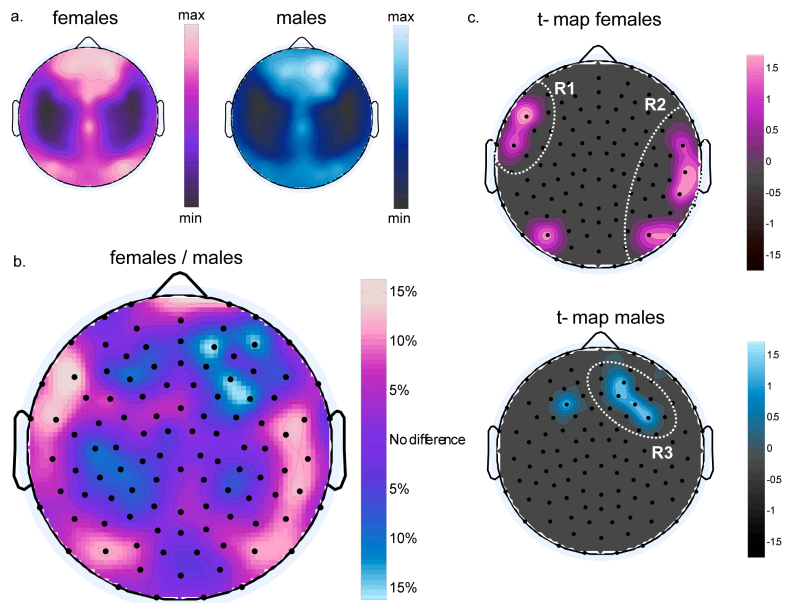 a.
females
males
max
min
max
min
b.
females / males
15%
10%
5%
No difference
5%
10%
15%
c.
t- map females
R1
R2
1.5
1
0.5
0
-0.5
-1
-1.5
t- map males
R3
1.5
1
0.5
0
-0.5
-1
-1.5